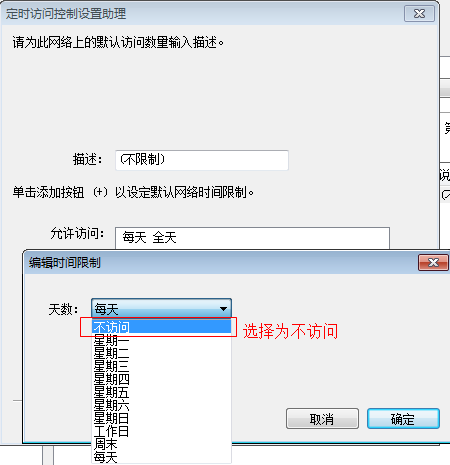 定时访问控制设置助理
请为此网络上的默认访问数量输入描述。
描述： (不限制)
单击添加按钮 (+) 以设定默认网络时间限制。
允许访问： 每天 全天
编辑时间限制
天数： 每天
不访问
选择为不访问
星期一
星期二
星期三
星期四
星期五
星期六
星期日
工作日
周末
每天
取消
确定